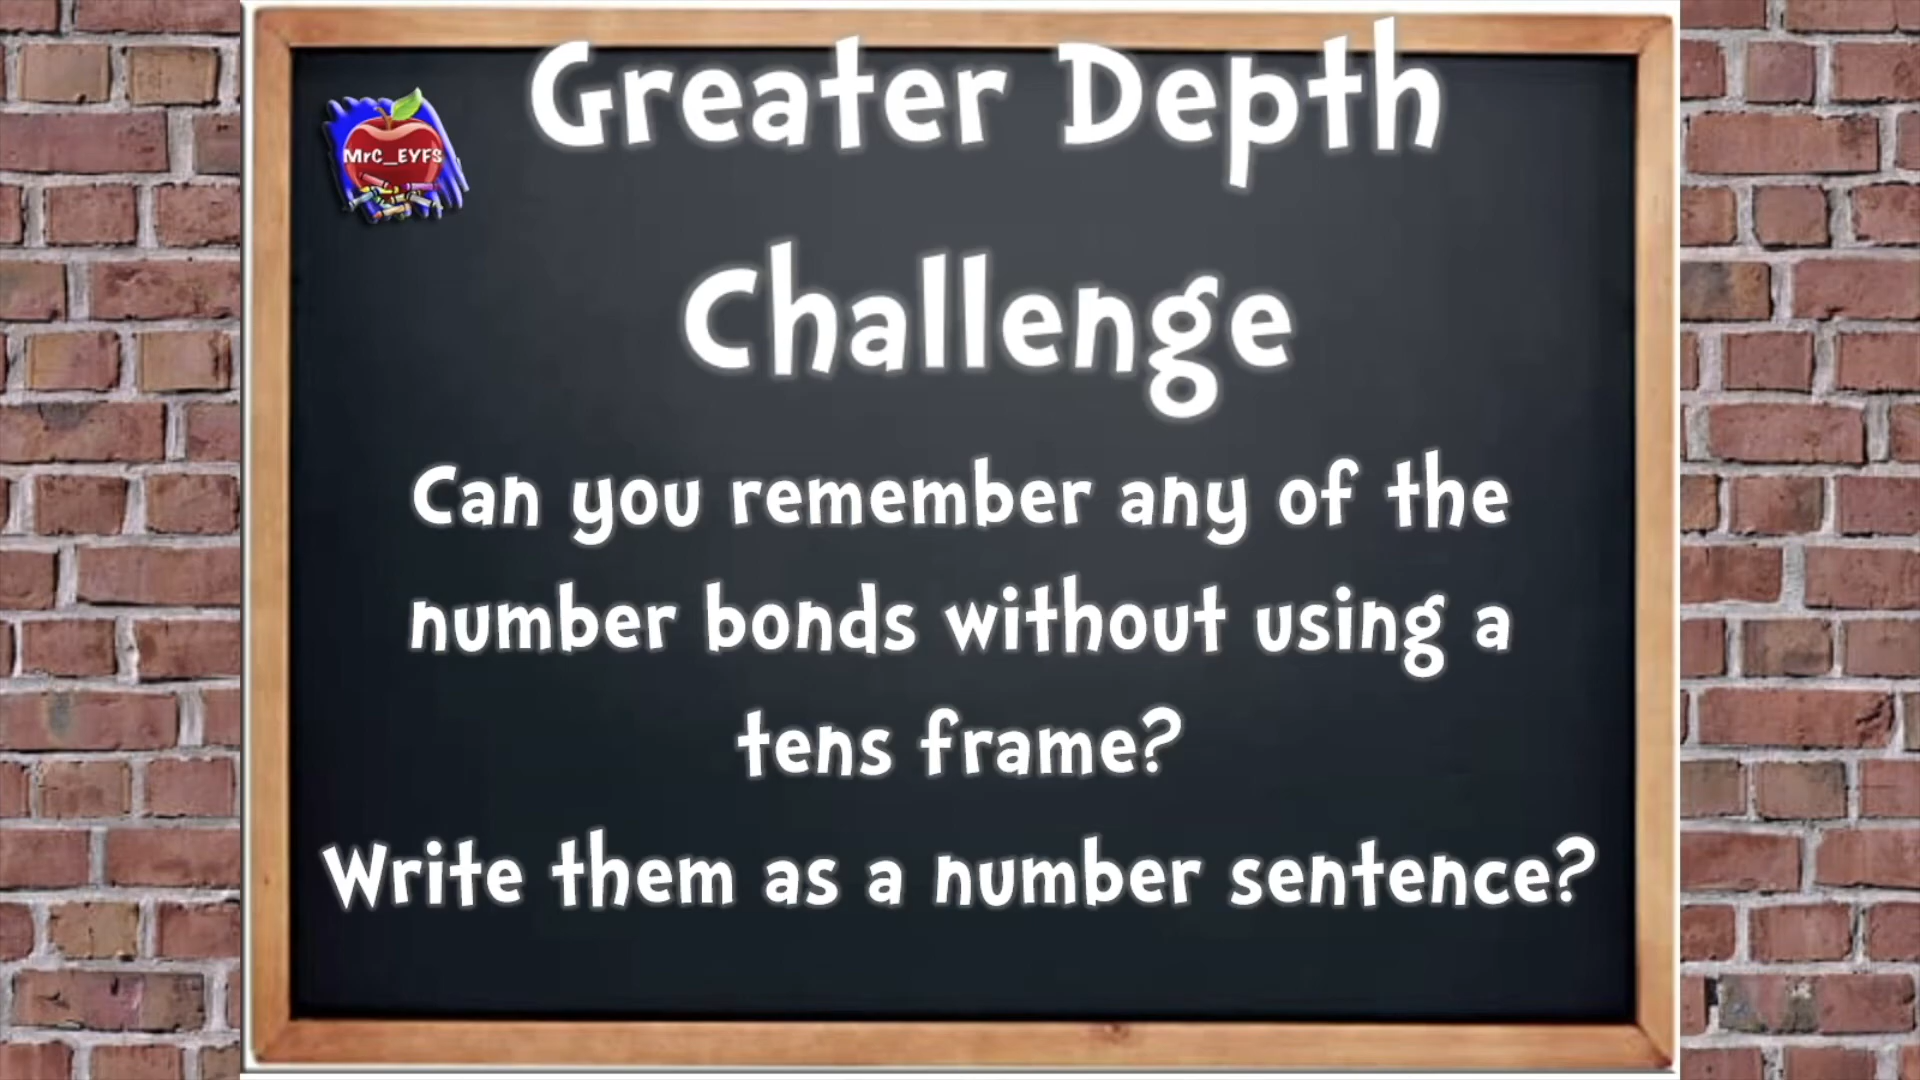 Greater Depth
MrC_EYFS
Challenge
Can you remember any of the
number bonds without using a
tens frame?
Write them as a number sentence?